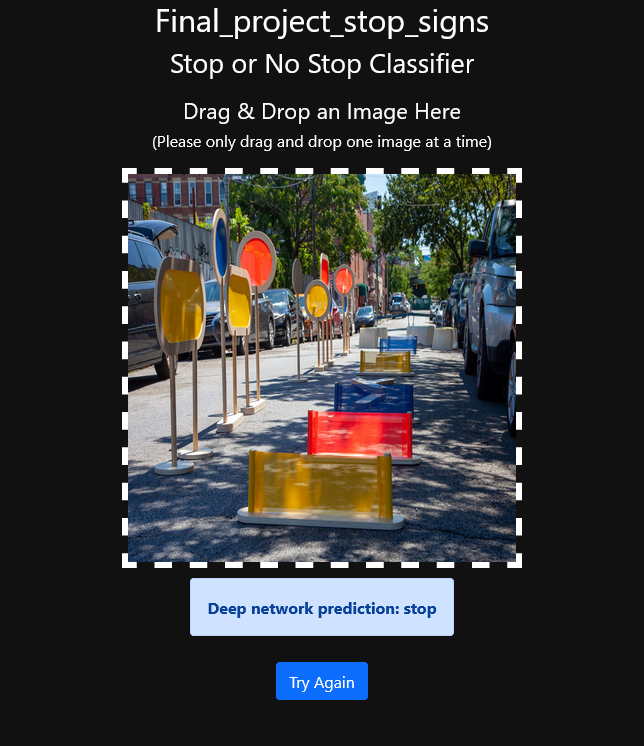 Final_project_stop_signs
Stop or No Stop Classifier
Drag & Drop an Image Here
(Please only drag and drop one image at a time)
Deep network prediction: stop
Try Again